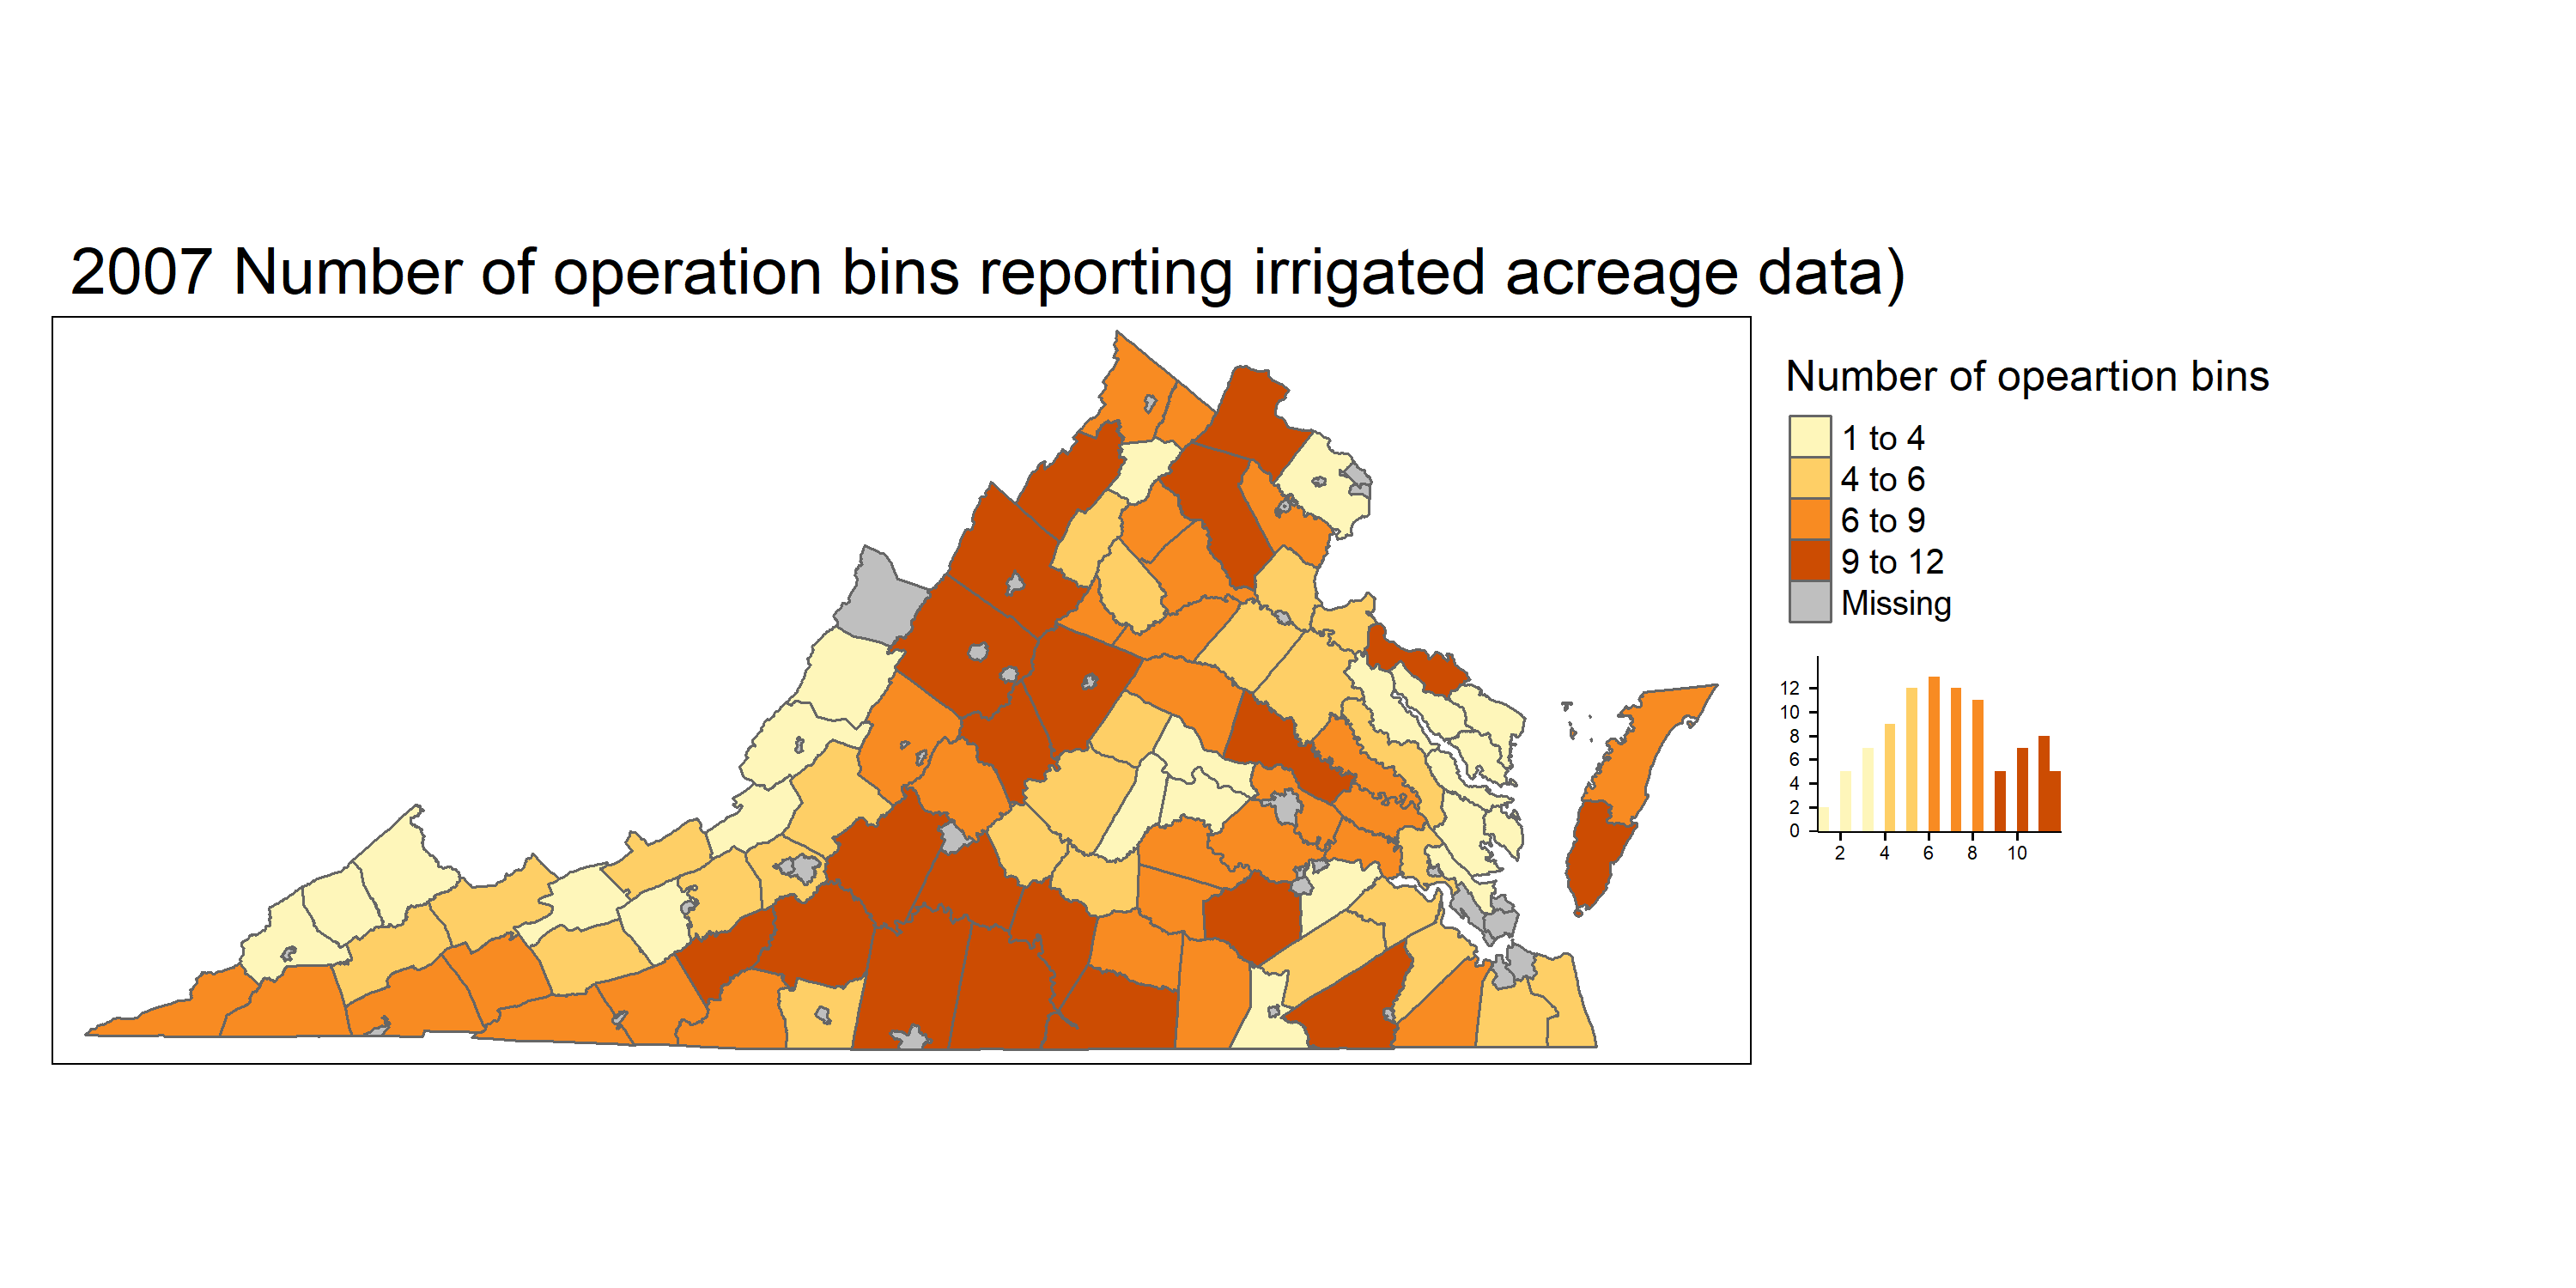 2007 Number of operation bins reporting irrigated acreage data)
Number of opeartion bins
1 to 4
4 to 6
6 to 9
9 to 12
Missing
12
10
8
6
4
2
0
2 4 6 8 10